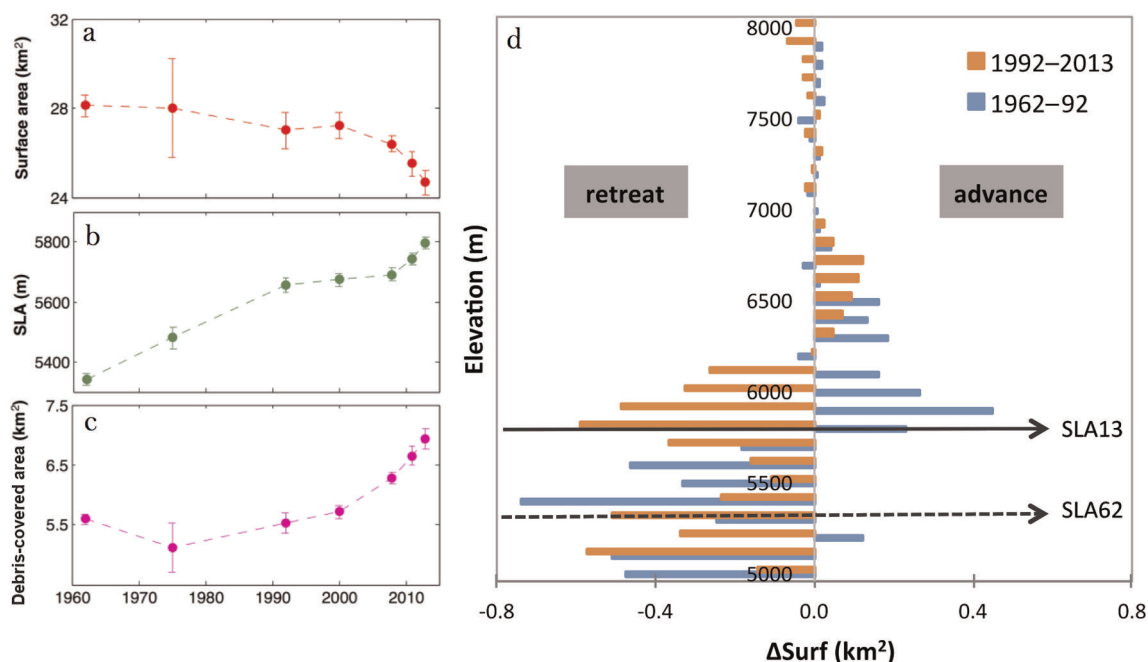 a
Surface area (km²)
32
28
24
b
SLA (m)
5800
5600
5400
c
Debris-covered area (km²)
7.5
6.5
5.5
1960
1970
1980
1990
2000
2010
d
Elevation (m)
8000
7500
7000
6500
6000
5500
5000
1992–2013
1962–92
retreat
advance
SLA13
SLA62
-0.8
-0.4
0.0
0.4
0.8
ΔSurf (km²)